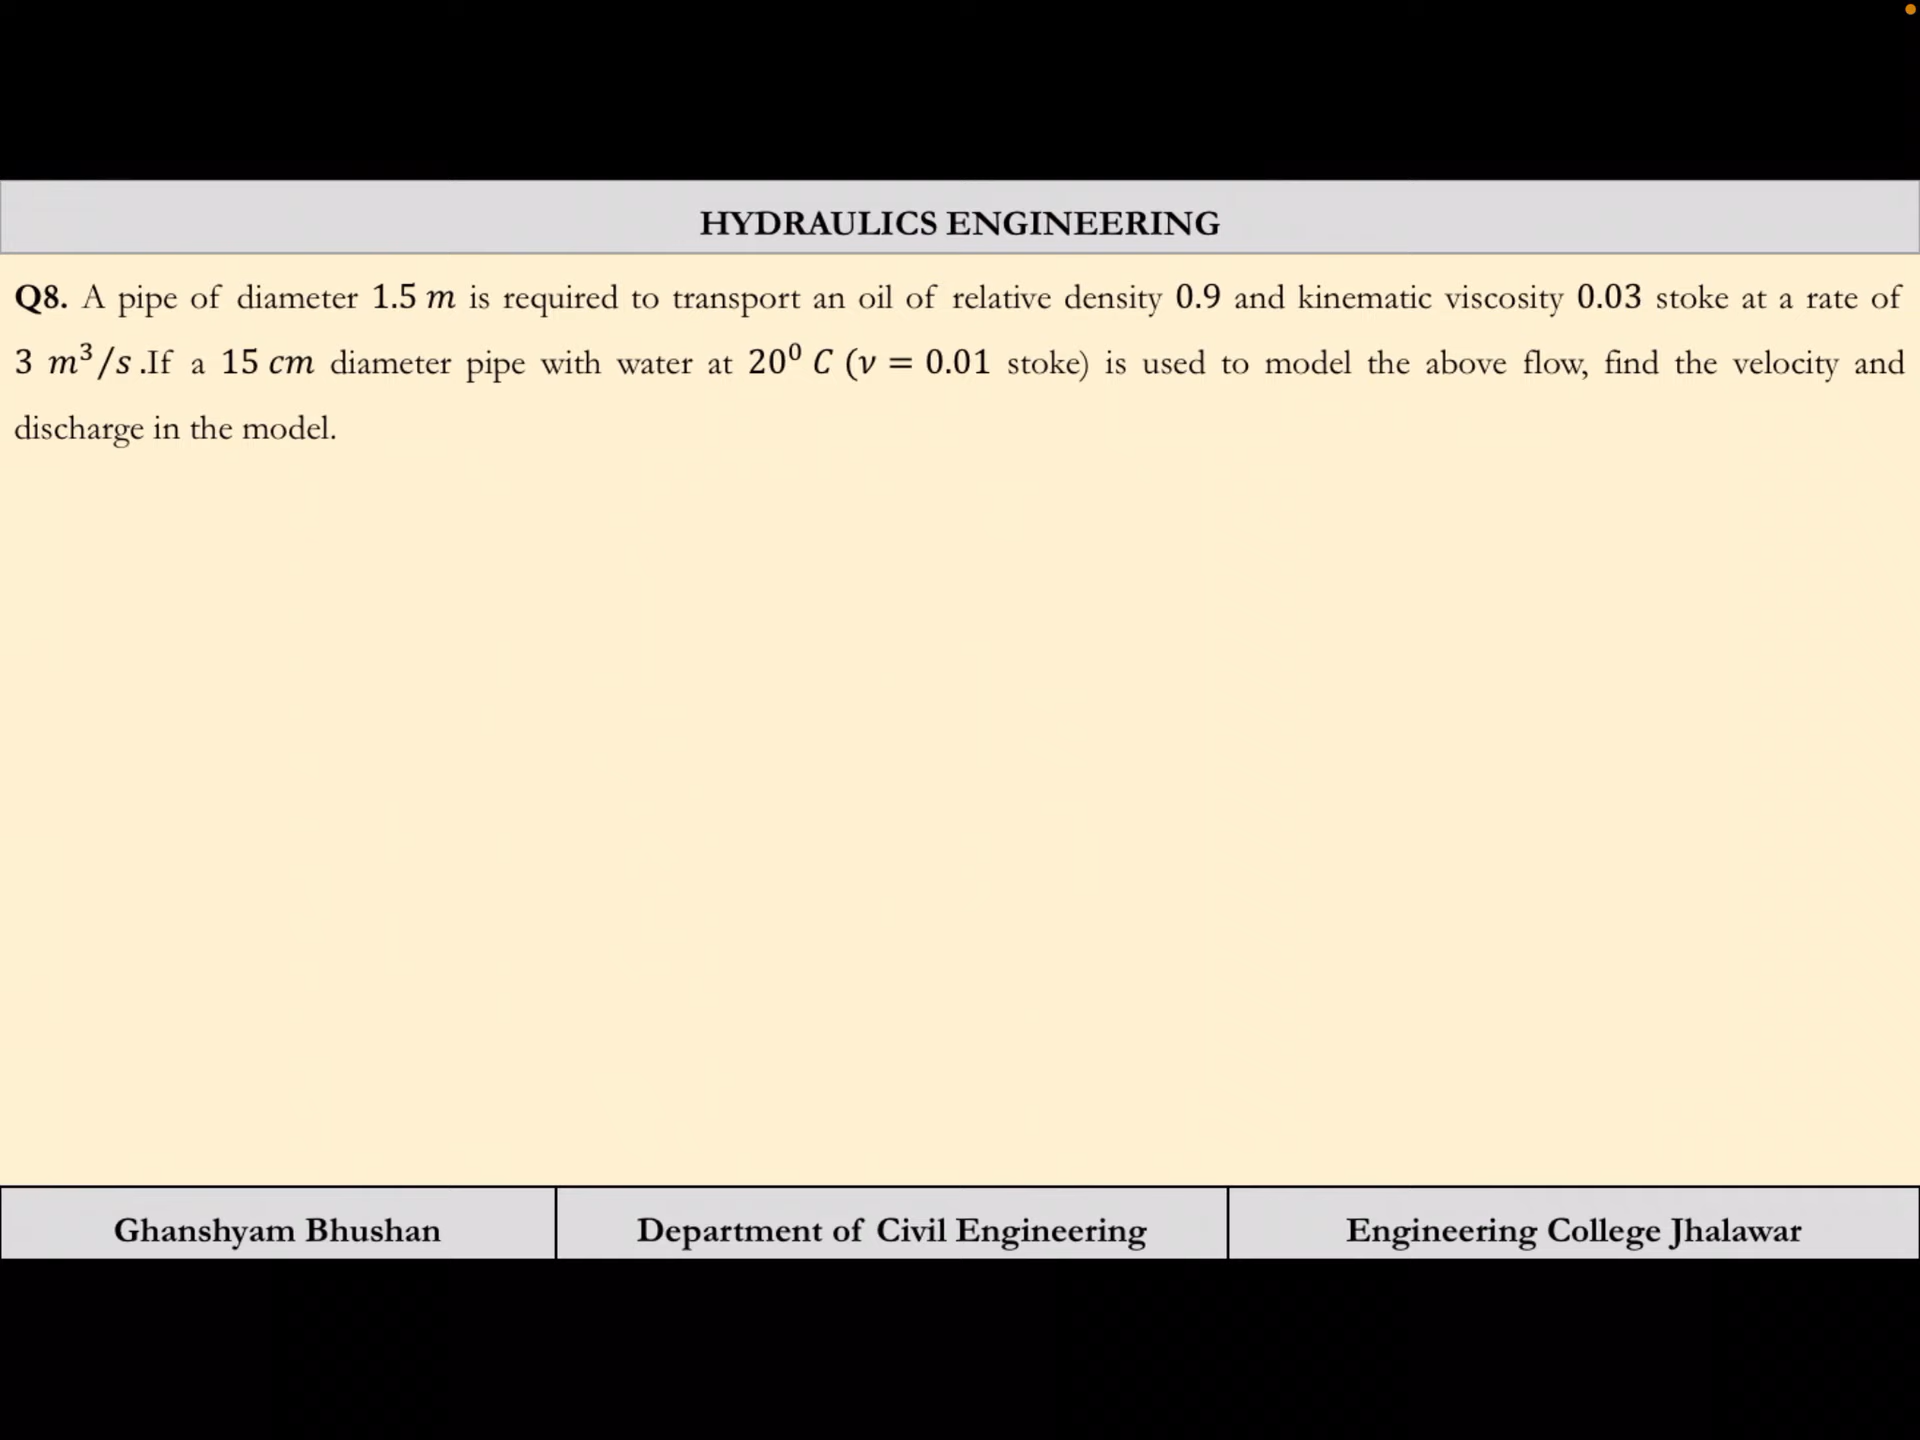 HYDRAULICS ENGINEERING
Q8. A pipe of diameter 1.5 m is required to transport an oil of relative density 0.9 and kinematic viscosity 0.03 stoke at a rate of
3 m³/s .If a 15 cm diameter pipe with water at 20⁰ C (ν = 0.01 stoke) is used to model the above flow, find the velocity and
discharge in the model.
Ghanshyam Bhushan
Department of Civil Engineering
Engineering College Jhalawar